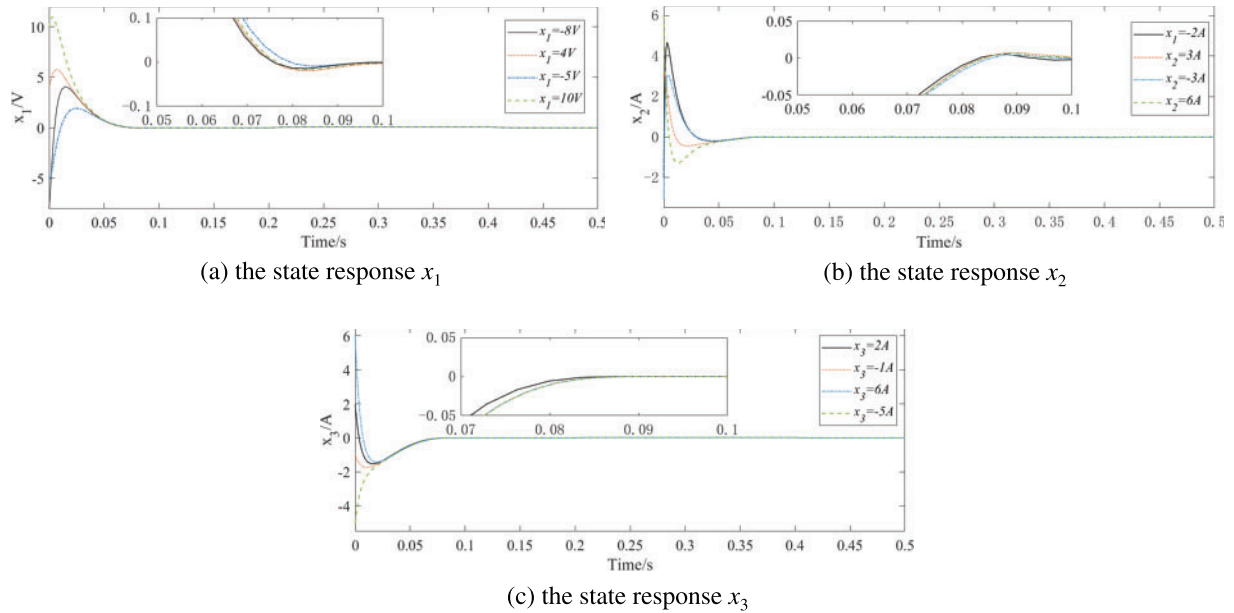 x1/V
10
5
0
-5
0.1
0
-0.1
0.05 0.06 0.07 0.08 0.09 0.1
x1=-8V
x1=4V
x1=-5V
x1=10V
0 0.05 0.1 0.15 0.2 0.25 0.3 0.35 0.4 0.45 0.5
Time/s
(a) the state response x1
x2/A
6
4
2
0
-2
0.05
0
-0.05
0.05 0.06 0.07 0.08 0.09 0.1
x1=-2A
x2=3A
x2=-3A
x2=6A
0 0.05 0.1 0.15 0.2 0.25 0.3 0.35 0.4 0.45 0.5
Time/s
(b) the state response x2
x3/A
6
4
2
0
-2
-4
0.05
0
-0.05
0.07 0.08 0.09 0.1
x3=2A
x3=-1A
x3=6A
x3=-5A
0 0.05 0.1 0.15 0.2 0.25 0.3 0.35 0.4 0.45 0.5
Time/s
(c) the state response x3